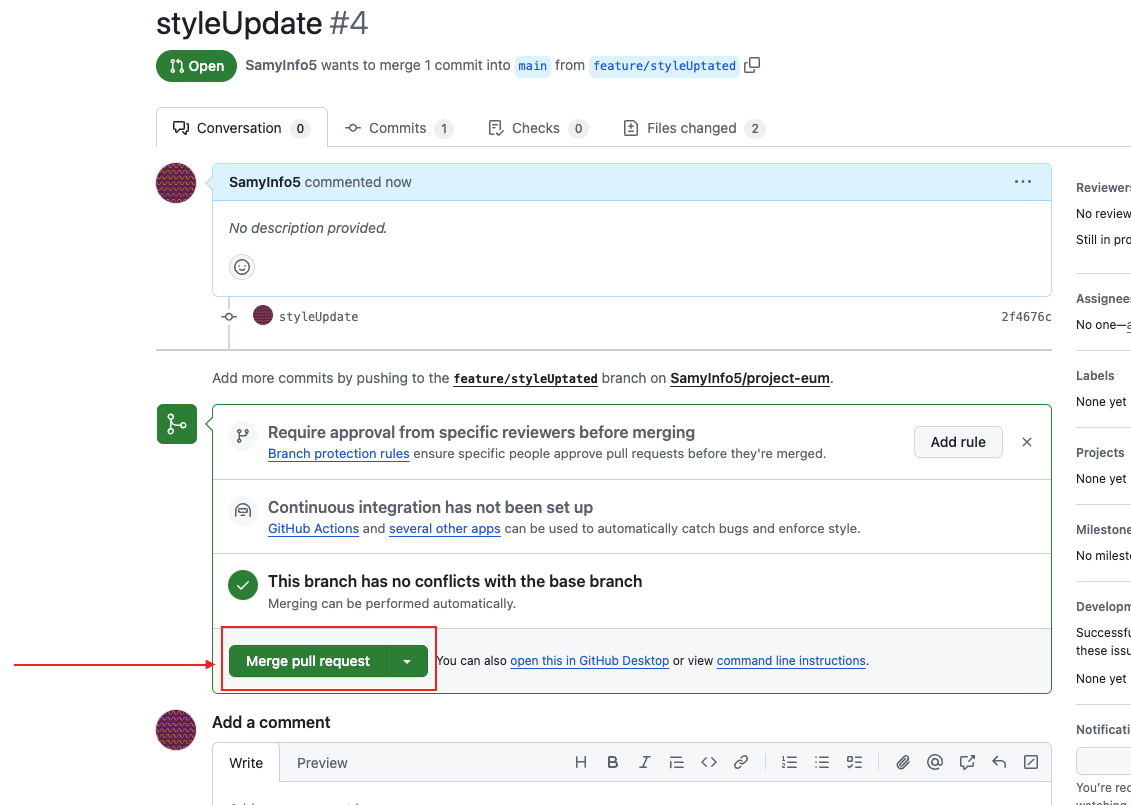 styleUpdate #4
Open SamyInfo5 wants to merge 1 commit into main from feature/styleUptated
Conversation 0 Commits 1 Checks 0 Files changed 2
SamyInfo5 commented now
No description provided.
styleUpdate 2f4676c
Add more commits by pushing to the feature/styleUptated branch on SamyInfo5/project-eum.
Require approval from specific reviewers before merging
Branch protection rules ensure specific people approve pull requests before they're merged.
Add rule
Continuous integration has not been set up
GitHub Actions and several other apps can be used to automatically catch bugs and enforce style.
This branch has no conflicts with the base branch
Merging can be performed automatically.
Merge pull request You can also open this in GitHub Desktop or view command line instructions.
Add a comment
Write Preview
Reviewers
No review
Still in pro
Assignees
No one—a
Labels
None yet
Projects
None yet
Milestone
No milest
Developm
Successfu
these issu
None yet
Notificati
You're rec